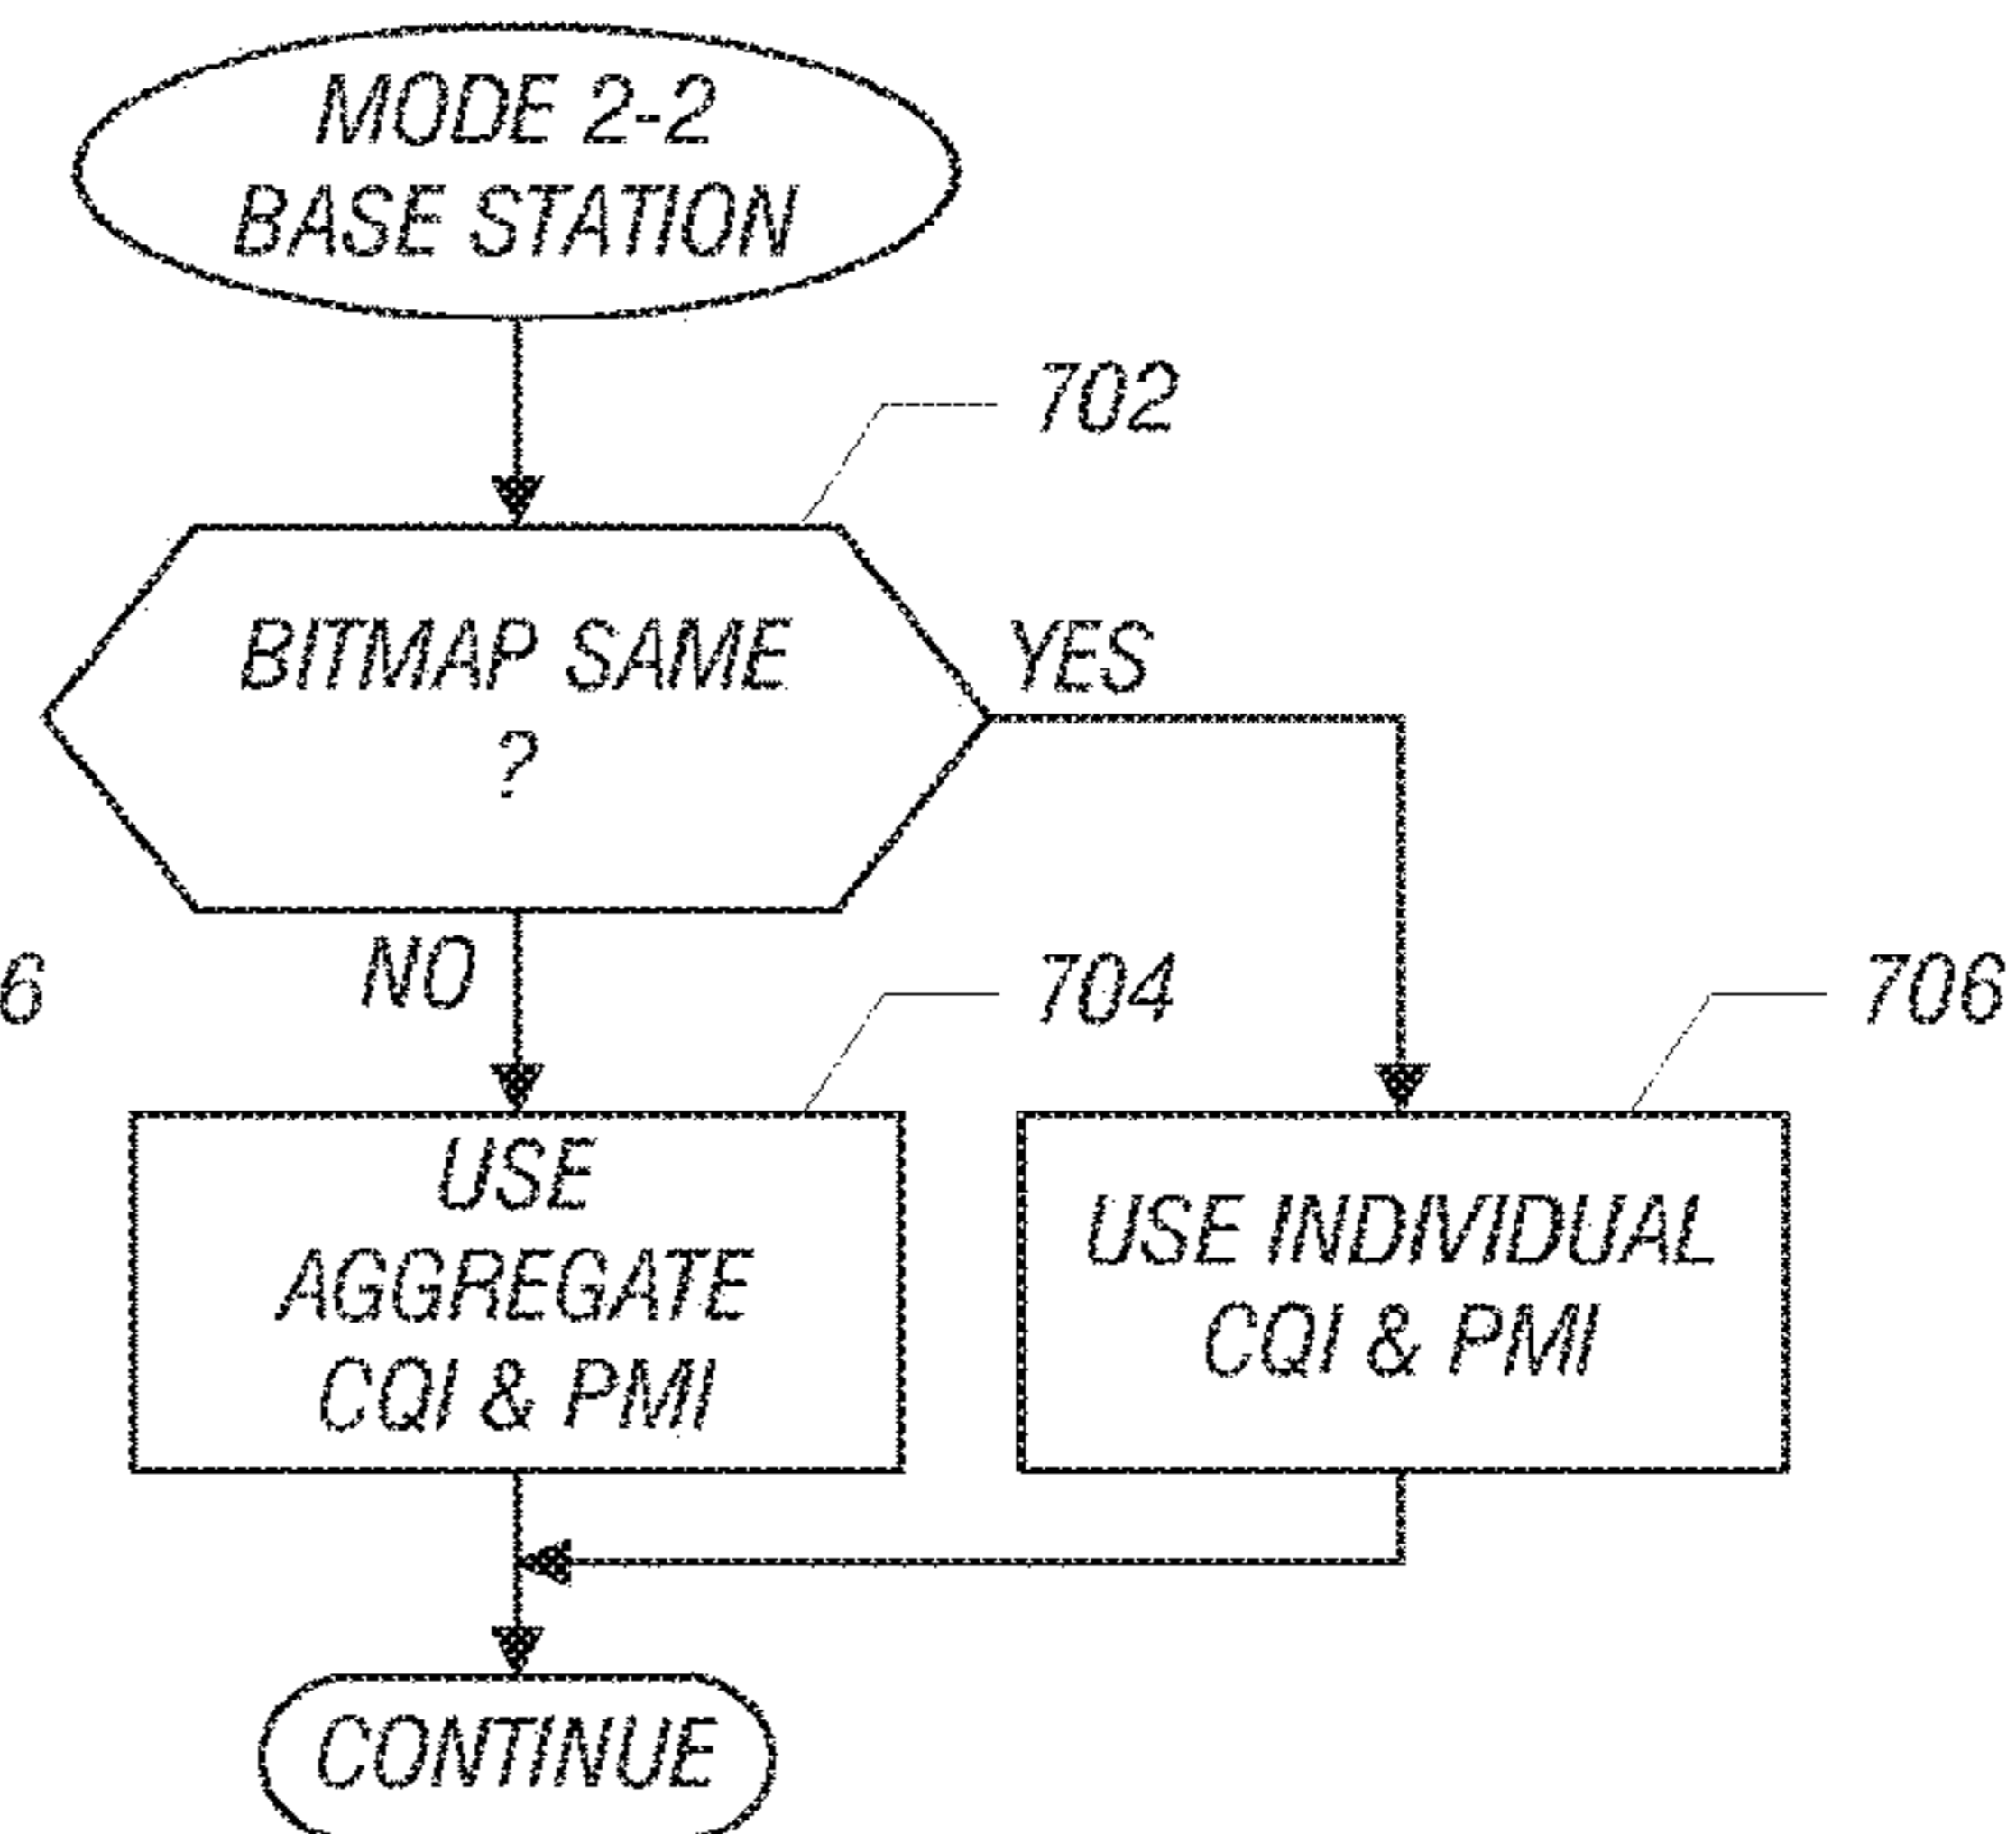 MODE 2-2
BASE STATION
702
BITMAP SAME
?
YES
NO
6
704
706
USE
AGGREGATE
CQI & PMI
USE INDIVIDUAL
CQI & PMI
CONTINUE